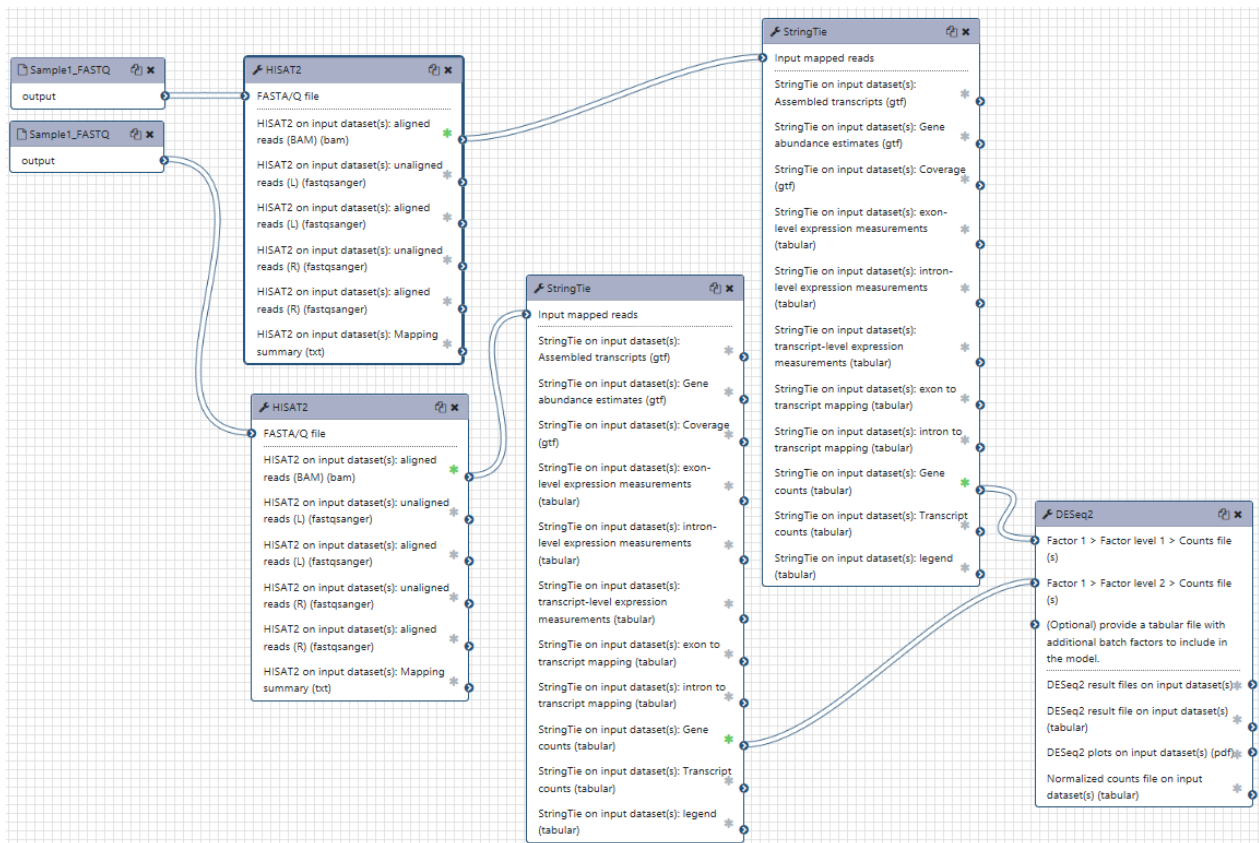 Sample1_FASTQ
output
Sample1_FASTQ
output
HISAT2
FASTA/Q file
HISAT2 on input dataset(s): aligned
reads (BAM) (bam)
HISAT2 on input dataset(s): unaligned
reads (L) (fastqsanger)
HISAT2 on input dataset(s): aligned
reads (L) (fastqsanger)
HISAT2 on input dataset(s): unaligned
reads (R) (fastqsanger)
HISAT2 on input dataset(s): aligned
reads (R) (fastqsanger)
HISAT2 on input dataset(s): Mapping
summary (txt)
HISAT2
FASTA/Q file
HISAT2 on input dataset(s): aligned
reads (BAM) (bam)
HISAT2 on input dataset(s): unaligned
reads (L) (fastqsanger)
HISAT2 on input dataset(s): aligned
reads (L) (fastqsanger)
HISAT2 on input dataset(s): unaligned
reads (R) (fastqsanger)
HISAT2 on input dataset(s): aligned
reads (R) (fastqsanger)
HISAT2 on input dataset(s): Mapping
summary (txt)
StringTie
Input mapped reads
StringTie on input dataset(s):
Assembled transcripts (gtf)
StringTie on input dataset(s): Gene
abundance estimates (gtf)
StringTie on input dataset(s): Coverage
(gtf)
StringTie on input dataset(s): exon-
level expression measurements
(tabular)
StringTie on input dataset(s): intron-
level expression measurements
(tabular)
StringTie on input dataset(s):
transcript-level expression
measurements (tabular)
StringTie on input dataset(s): exon to
transcript mapping (tabular)
StringTie on input dataset(s): intron to
transcript mapping (tabular)
StringTie on input dataset(s): Gene
counts (tabular)
StringTie on input dataset(s): Transcript
counts (tabular)
StringTie on input dataset(s): legend
(tabular)
StringTie
Input mapped reads
StringTie on input dataset(s):
Assembled transcripts (gtf)
StringTie on input dataset(s): Gene
abundance estimates (gtf)
StringTie on input dataset(s): Coverage
(gtf)
StringTie on input dataset(s): exon-
level expression measurements
(tabular)
StringTie on input dataset(s): intron-
level expression measurements
(tabular)
StringTie on input dataset(s):
transcript-level expression
measurements (tabular)
StringTie on input dataset(s): exon to
transcript mapping (tabular)
StringTie on input dataset(s): intron to
transcript mapping (tabular)
StringTie on input dataset(s): Gene
counts (tabular)
StringTie on input dataset(s): Transcript
counts (tabular)
StringTie on input dataset(s): legend
(tabular)
DESeq2
Factor 1 > Factor level 1 > Counts file
(s)
Factor 1 > Factor level 2 > Counts file
(s)
(Optional) provide a tabular file with
additional batch factors to include in
the model.
DESeq2 result files on input dataset(s)
DESeq2 result file on input dataset(s)
(tabular)
DESeq2 plots on input dataset(s) (pdf)
Normalized counts file on input
dataset(s) (tabular)